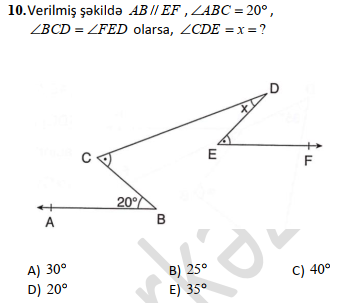 10.Verilmiş şəkildə AB // EF , ∠ABC = 20° ,
∠BCD = ∠FED olarsa, ∠CDE = x = ?
D
x
C
E
F
20°
A
B
A) 30° B) 25° C) 40°
D) 20° E) 35°